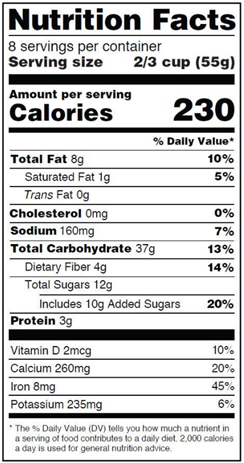 Nutrition Facts
8 servings per container
Serving size 2/3 cup (55g)
Amount per serving
Calories 230
% Daily Value*
Total Fat 8g 10%
Saturated Fat 1g 5%
Trans Fat 0g
Cholesterol 0mg 0%
Sodium 160mg 7%
Total Carbohydrate 37g 13%
Dietary Fiber 4g 14%
Total Sugars 12g
Includes 10g Added Sugars 20%
Protein 3g
Vitamin D 2mcg 10%
Calcium 260mg 20%
Iron 8mg 45%
Potassium 235mg 6%
* The % Daily Value (DV) tells you how much a nutrient in
a serving of food contributes to a daily diet. 2,000 calories
a day is used for general nutrition advice.